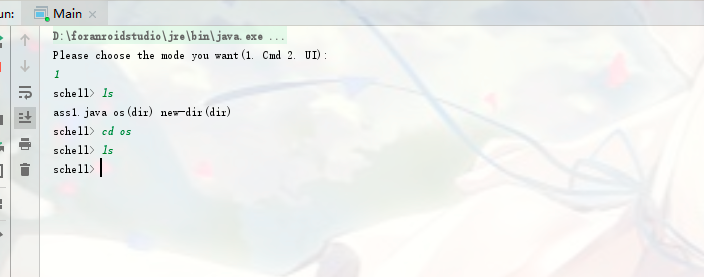 un: Main ×
D:\foranroidstudio\jre\bin\java.exe ...
Please choose the mode you want(1. Cmd 2. UI):
1
schell> ls
ass1.java os(dir) new-dir(dir)
schell> cd os
schell> ls
schell>